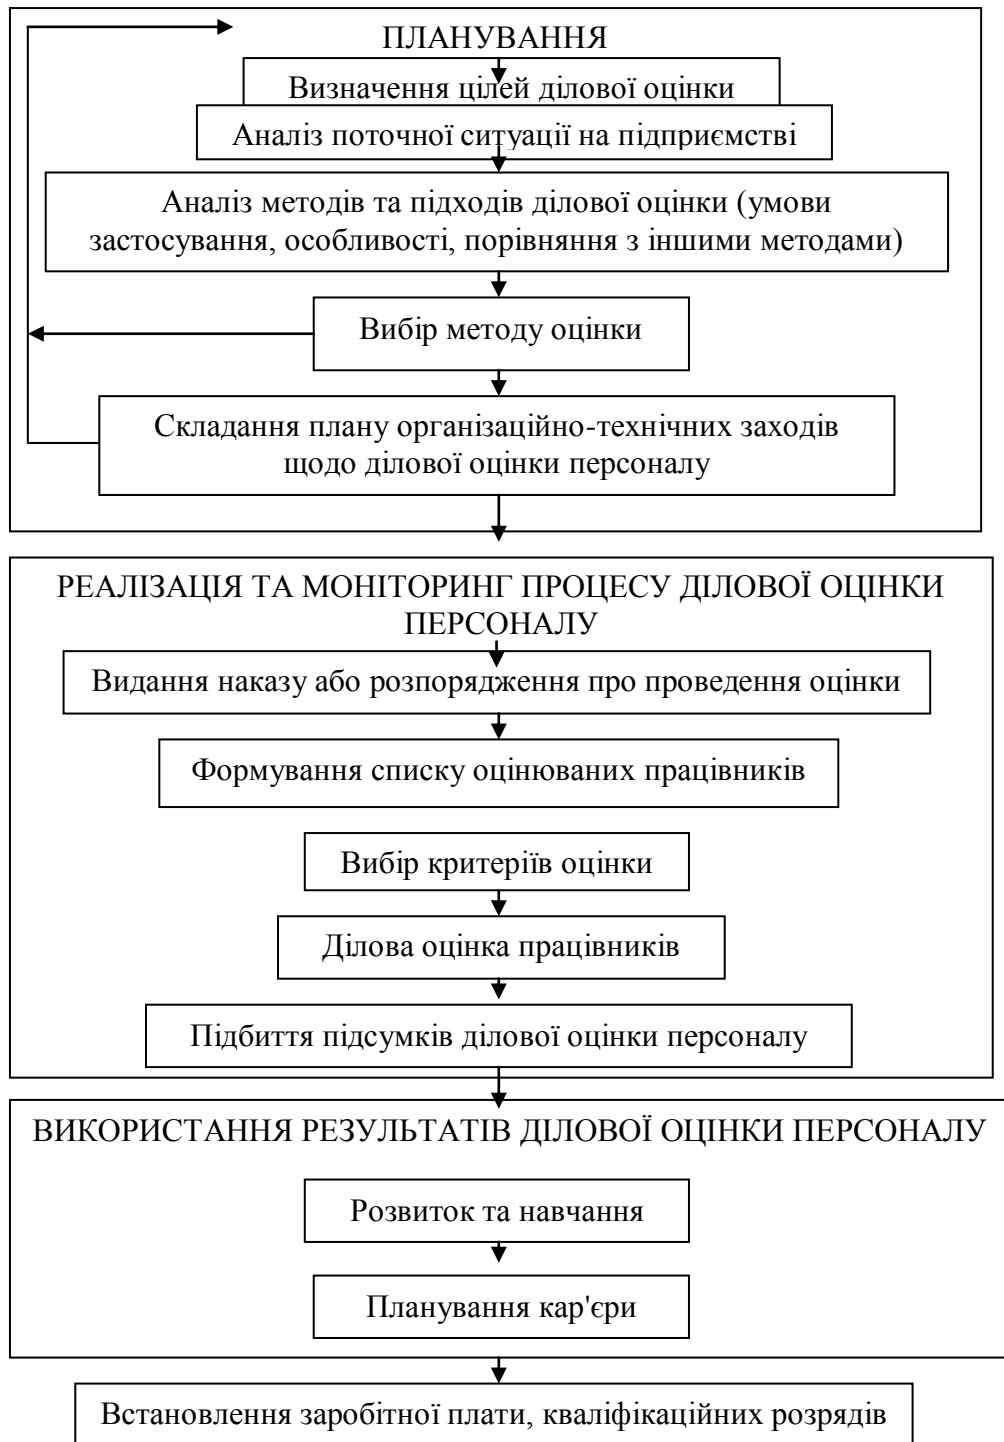 ПЛАНУВАННЯ
Визначення цілей ділової оцінки
Аналіз поточної ситуації на підприємстві
Аналіз методів та підходів ділової оцінки (умови
застосування, особливості, порівняння з іншими методами)
Вибір методу оцінки
Складання плану організаційно-технічних заходів
щодо ділової оцінки персоналу
РЕАЛІЗАЦІЯ ТА МОНІТОРИНГ ПРОЦЕСУ ДІЛОВОЇ ОЦІНКИ
ПЕРСОНАЛУ
Видання наказу або розпорядження про проведення оцінки
Формування списку оцінюваних працівників
Вибір критеріїв оцінки
Ділова оцінка працівників
Підбиття підсумків ділової оцінки персоналу
ВИКОРИСТАННЯ РЕЗУЛЬТАТІВ ДІЛОВОЇ ОЦІНКИ ПЕРСОНАЛУ
Розвиток та навчання
Планування кар'єри
Встановлення заробітної плати, кваліфікаційних розрядів